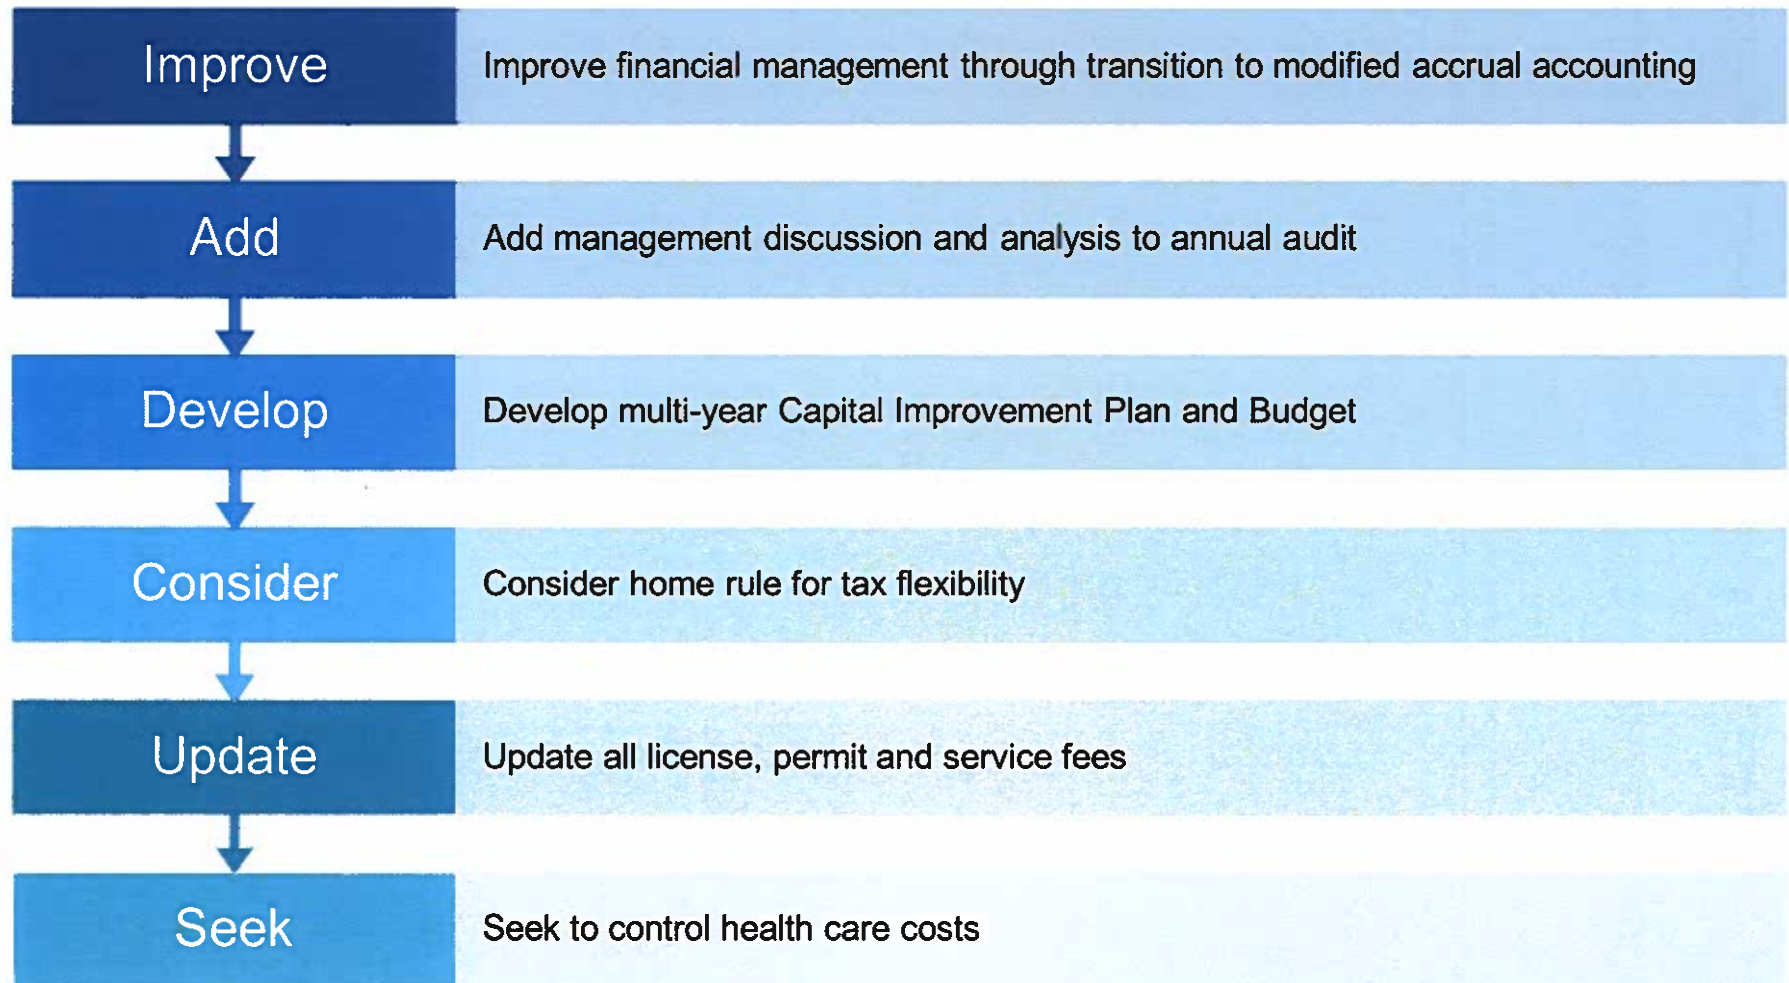 Improve
Improve financial management through transition to modified accrual accounting
Add
Add management discussion and analysis to annual audit
Develop
Develop multi-year Capital Improvement Plan and Budget
Consider
Consider home rule for tax flexibility
Update
Update all license, permit and service fees
Seek
Seek to control health care costs